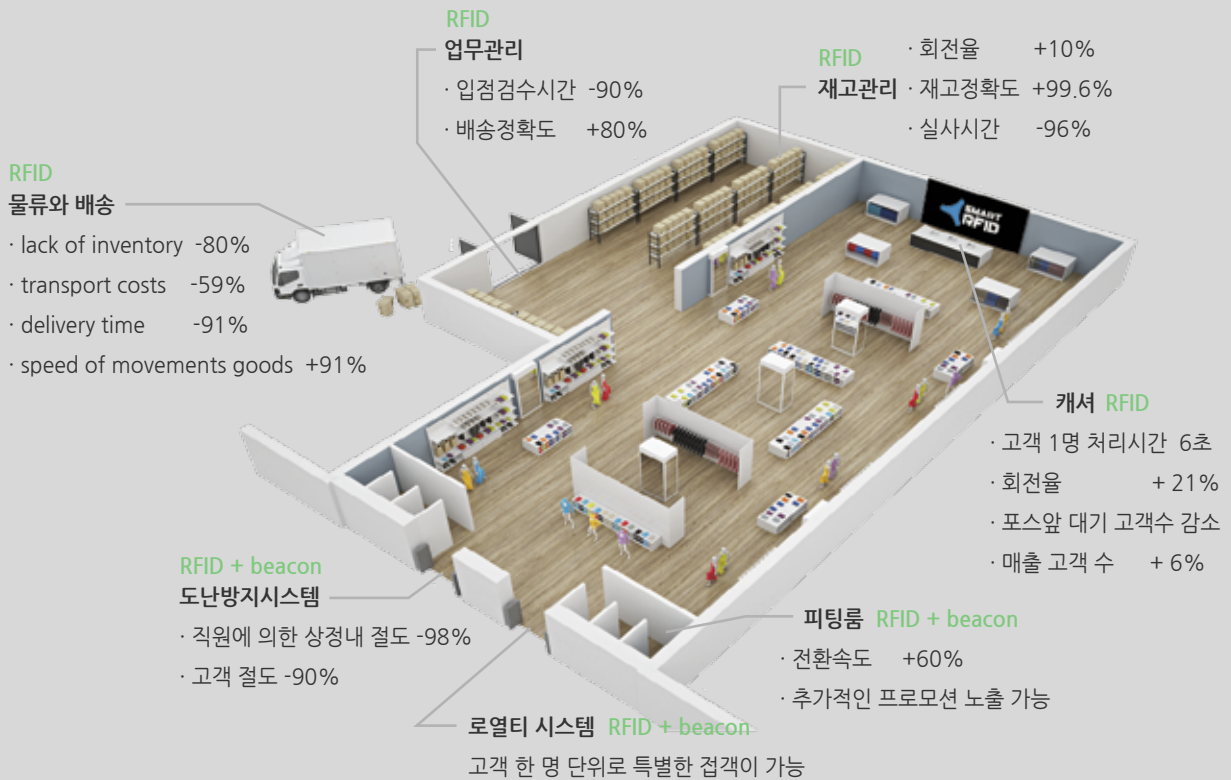 RFID
업무관리
· 입점검수시간 -90%
· 배송정확도 +80%
RFID
재고관리
· 회전율 +10%
· 재고정확도 +99.6%
· 실사시간 -96%
RFID
물류와 배송
· lack of inventory -80%
· transport costs -59%
· delivery time -91%
· speed of movements goods +91%
SMART
RFID
캐셔 RFID
· 고객 1명 처리시간 6초
· 회전율 + 21%
· 포스앞 대기 고객수 감소
· 매출 고객 수 + 6%
RFID + beacon
도난방지시스템
· 직원에 의한 상정내 절도 -98%
· 고객 절도 -90%
피팅룸 RFID + beacon
· 전환속도 +60%
· 추가적인 프로모션 노출 가능
로열티 시스템 RFID + beacon
고객 한 명 단위로 특별한 접객이 가능